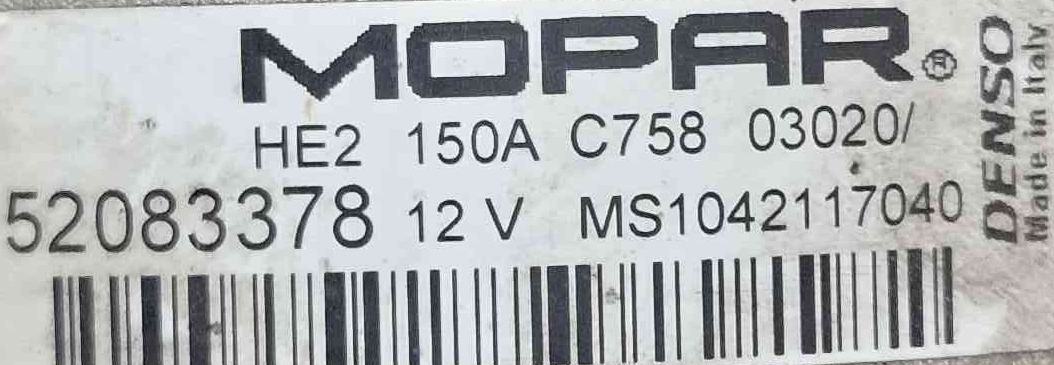 MOPAR®
HE2 150A C758 03020/
52083378 12 V MS1042117040
DENSO
Made in Italy